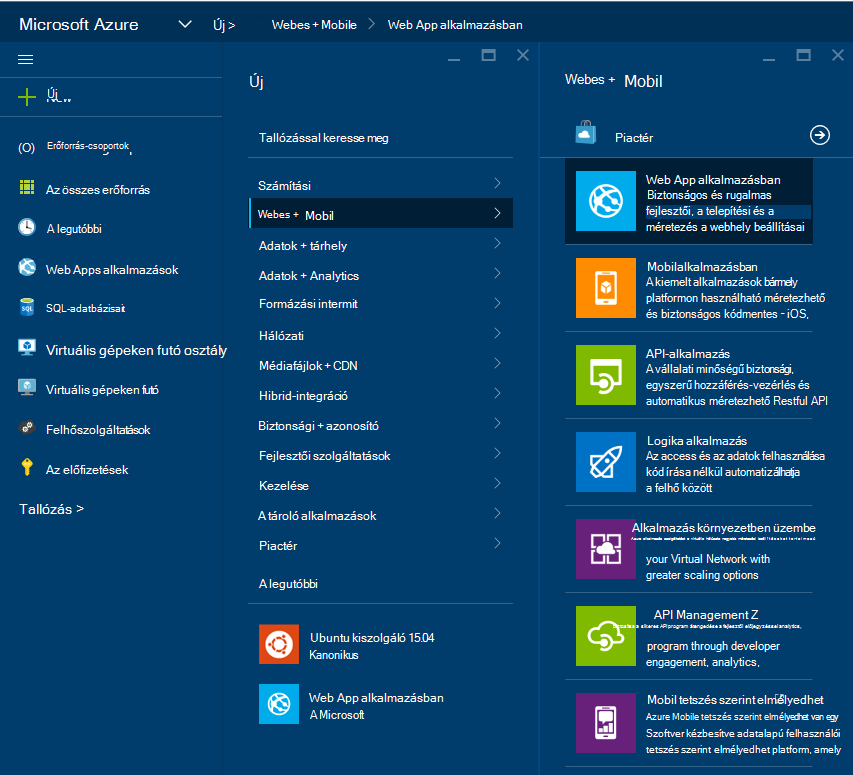 Microsoft Azure
Új >
Webes + Mobile > Web App alkalmazásban
Új
Erőforrás-csoportok
Az összes erőforrás
A legutóbbi
Web Apps alkalmazások
SQL-adatbázisait
Virtuális gépeken futó osztály
Virtuális gépeken futó
Felhőszolgáltatások
Az előfizetések
Tallózás >
Új
Tallózással keresse meg
Számítási
Webes + Mobil
Adatok + tárhely
Adatok + Analytics
Formázási intermit
Hálózati
Médiafájlok + CDN
Hibrid-integráció
Biztonsági + azonosító
Fejlesztői szolgáltatások
Kezelése
A tároló alkalmazások
Piactér
A legutóbbi
Ubuntu kiszolgáló 15.04
Kanonikus
Web App alkalmazásban
A Microsoft
Webes + Mobil
Piactér
Web App alkalmazásban
Biztonságos és rugalmas
fejlesztői, a telepítési és a
méretezés a webhely beállításai
Mobilalkalmazásban
A kiemelt alkalmazások bármely
platformon használható méretezhető
és biztonságos kódmentes - iOS,
API-alkalmazás
A vállalati minőségű biztonsági,
egyszerű hozzáférés-vezérlés és
automatikus méretezhető Restful API
Logika alkalmazás
Az access és az adatok felhasználása
kód írása nélkül automatizálhatja
a felhő között
Alkalmazás környezetben üzembe
your Virtual Network with
greater scaling options
API Management Z
program through developer
engagement, analytics,
Mobil tetszés szerint elmélyedhet
Azure Mobile tetszés szerint elmélyedhet van egy
Szoftver kézbesítve adatalapú felhasználói
tetszés szerint elmélyedhet platform, amely